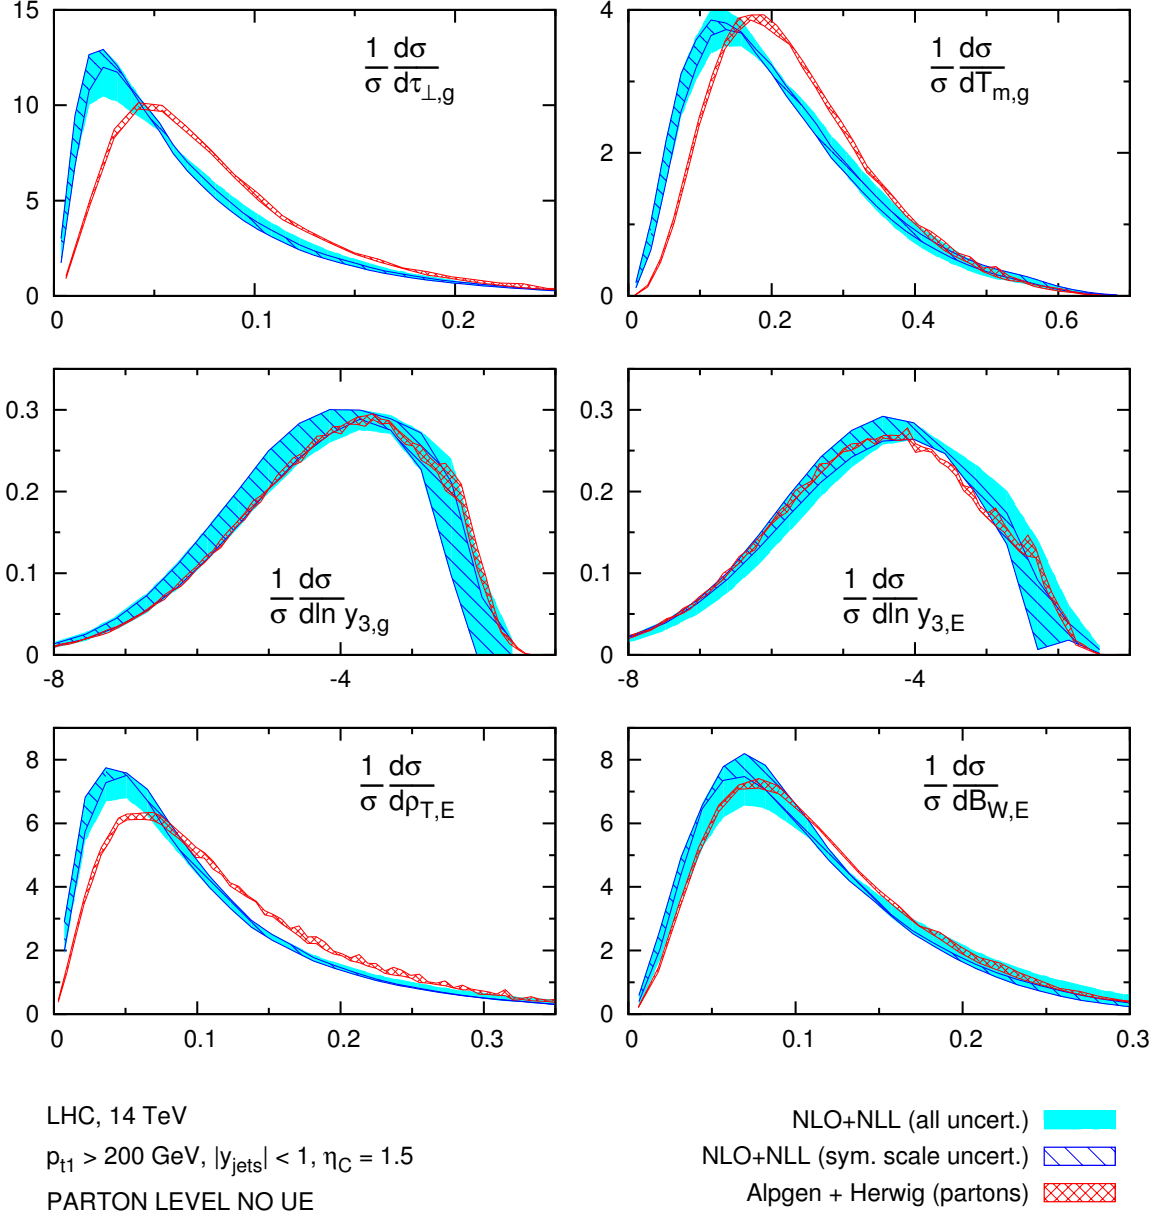 15
10
5
0
0 0.1 0.2
1/σ dσ/dτ⊥,g
4
2
0
0 0.2 0.4 0.6
1/σ dσ/dTm,g
0.3
0.2
0.1
0
-8 -4
1/σ dσ/dln y3,g
0.3
0.2
0.1
0
-8 -4
1/σ dσ/dln y3,E
8
6
4
2
0
0 0.1 0.2 0.3
1/σ dσ/dρT,E
8
6
4
2
0
0 0.1 0.2 0.3
1/σ dσ/dBW,E
LHC, 14 TeV
pt1 > 200 GeV, |yjets| < 1, ηC = 1.5
PARTON LEVEL NO UE
NLO+NLL (all uncert.)
NLO+NLL (sym. scale uncert.)
Alpgen + Herwig (partons)